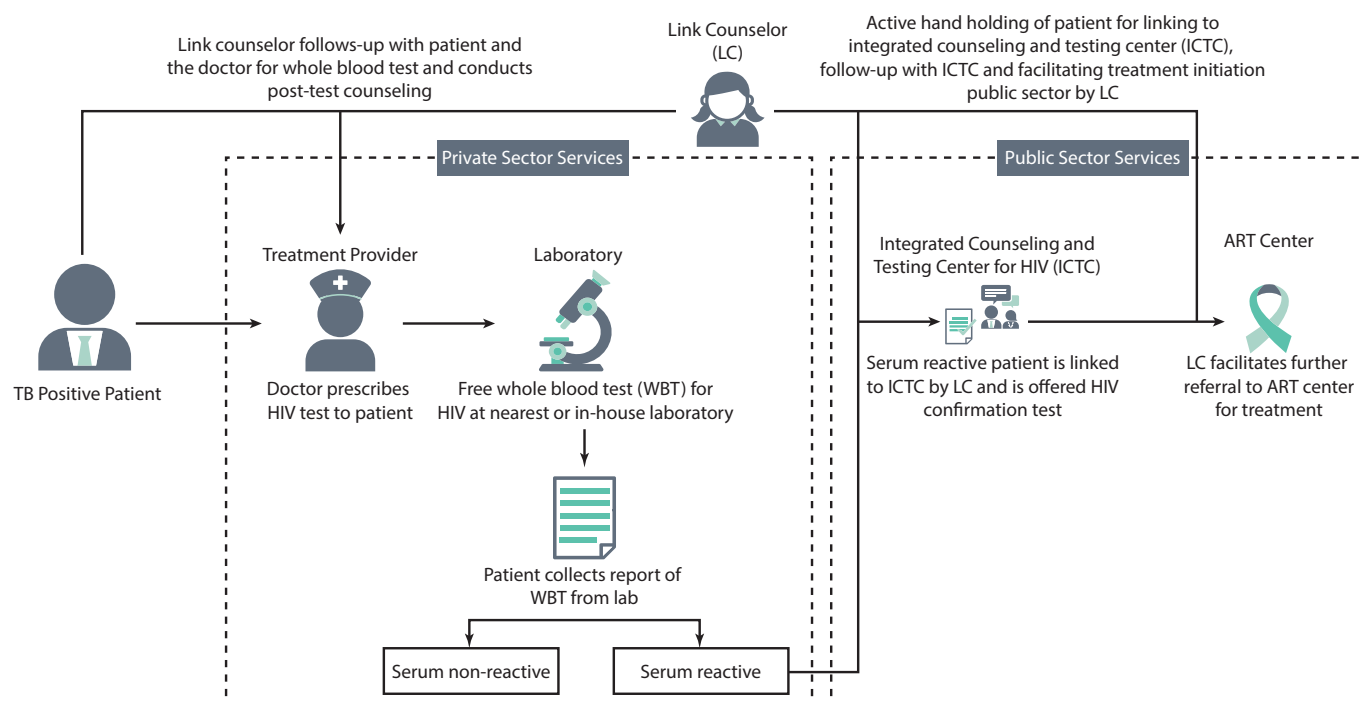 Link counselor follows-up with patient and
the doctor for whole blood test and conducts
post-test counseling
Link Counselor
(LC)
Active hand holding of patient for linking to
integrated counseling and testing center (ICTC),
follow-up with ICTC and facilitating treatment initiation
public sector by LC
Private Sector Services
Public Sector Services
TB Positive Patient
Treatment Provider
Doctor prescribes
HIV test to patient
Laboratory
Free whole blood test (WBT) for
HIV at nearest or in-house laboratory
Patient collects report of
WBT from lab
Serum non-reactive
Serum reactive
Integrated Counseling and
Testing Center for HIV (ICTC)
Serum reactive patient is linked
to ICTC by LC and is offered HIV
confirmation test
ART Center
LC facilitates further
referral to ART center
for treatment